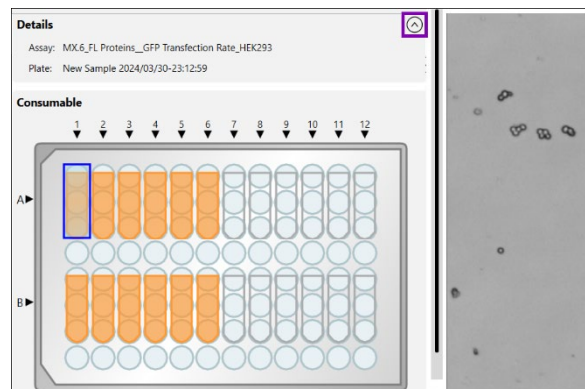 Details
Assay: MX.6_FL Proteins__GFP Transfection Rate_HEK293
Plate: New Sample 2024/03/30-23:12:59
Consumable
1 2 3 4 5 6 7 8 9 10 11 12
A
B